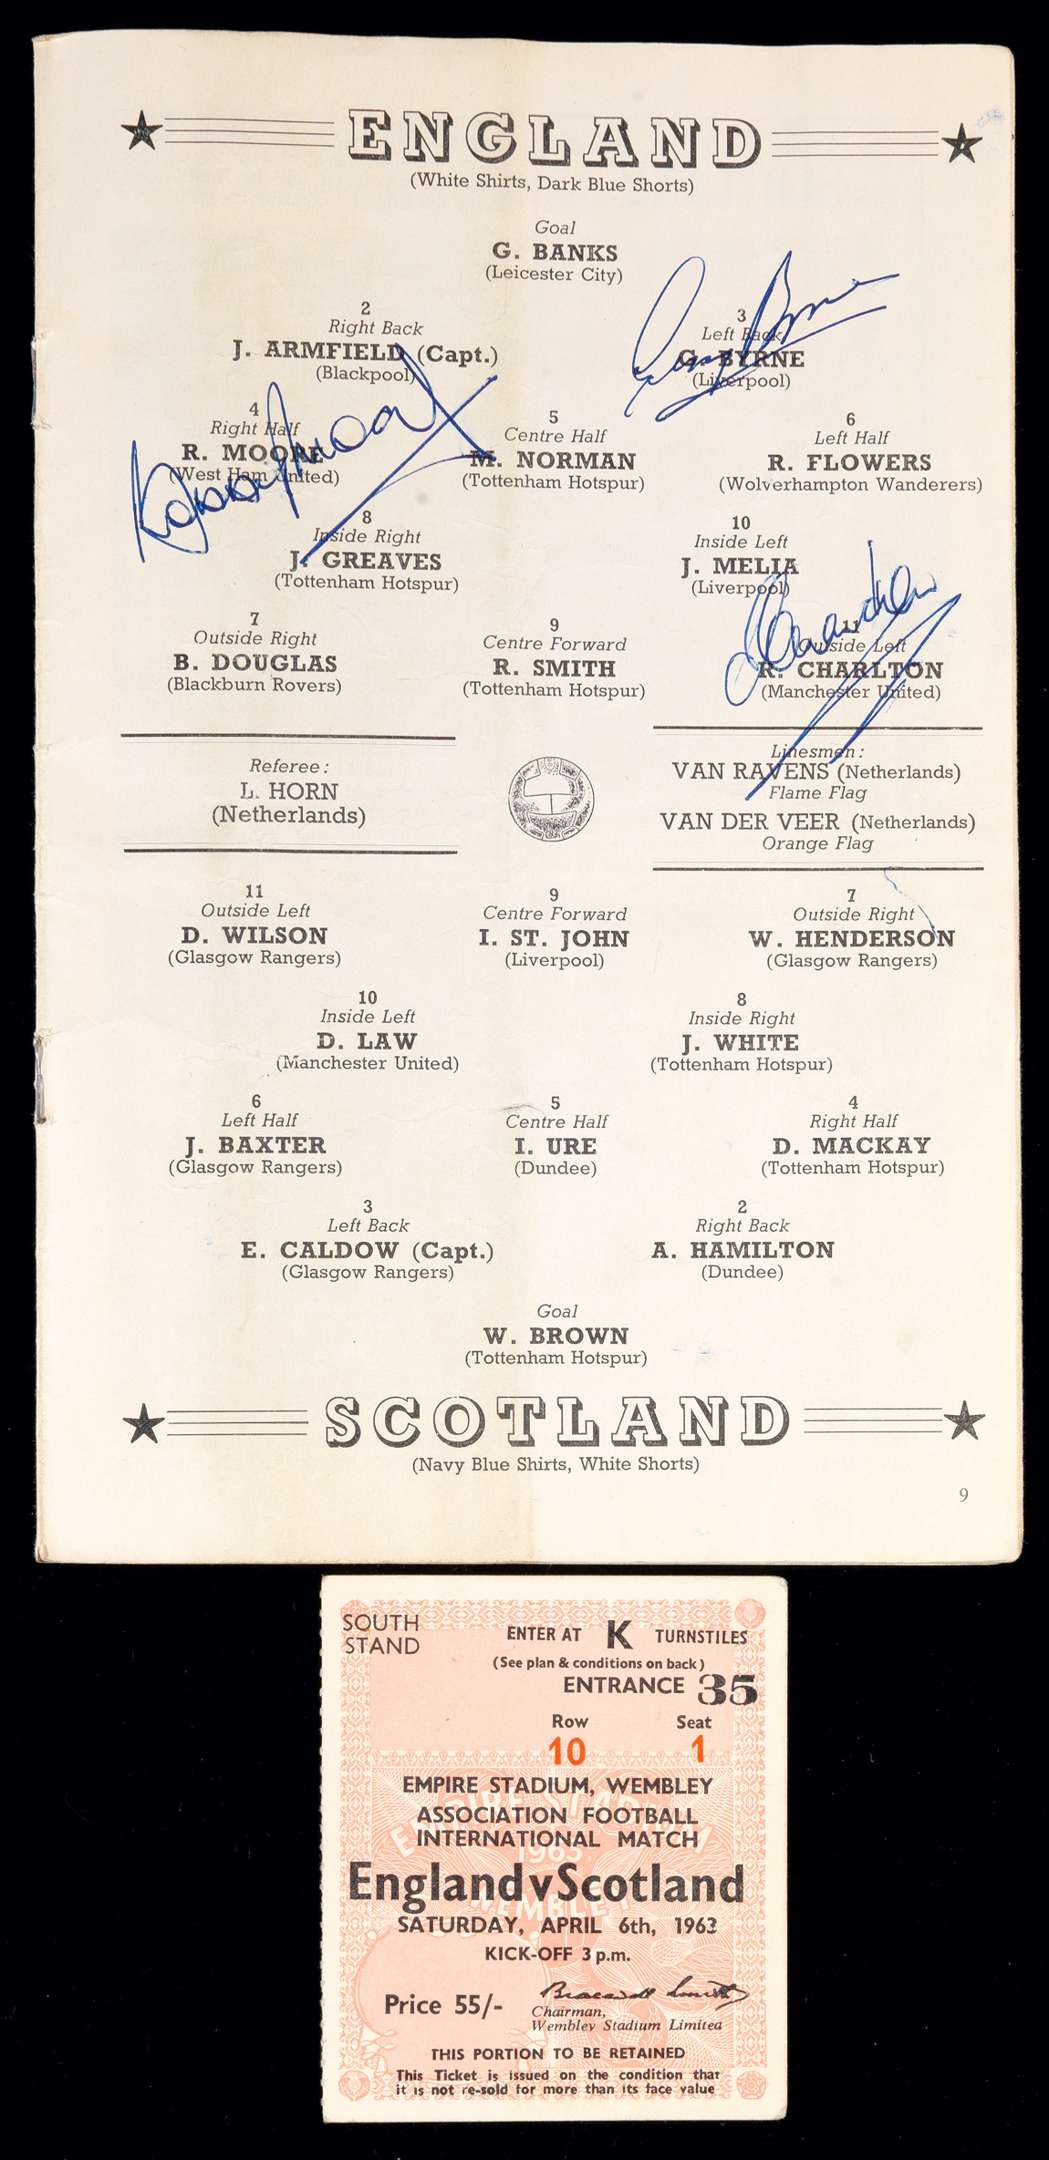 ENGLAND
(White Shirts, Dark Blue Shorts)
Goal
G. BANKS
(Leicester City)
2
Right Back
J. ARMFIELD (Capt.)
(Blackpool)
3
Left Back
G. BYRNE
(Liverpool)
4
Right Half
R. MOORE
(West Ham United)
5
Centre Half
M. NORMAN
(Tottenham Hotspur)
6
Left Half
R. FLOWERS
(Wolverhampton Wanderers)
8
Inside Right
J. GREAVES
(Tottenham Hotspur)
10
Inside Left
J. MELIA
(Liverpool)
7
Outside Right
B. DOUGLAS
(Blackburn Rovers)
9
Centre Forward
R. SMITH
(Tottenham Hotspur)
11
Outside Left
R. CHARLTON
(Manchester United)
Referee:
L. HORN
(Netherlands)
Linesmen:
VAN RAVENS (Netherlands)
Flame Flag
VAN DER VEER (Netherlands)
Orange Flag
11
Outside Left
D. WILSON
(Glasgow Rangers)
9
Centre Forward
I. ST. JOHN
(Liverpool)
7
Outside Right
W. HENDERSON
(Glasgow Rangers)
10
Inside Left
D. LAW
(Manchester United)
8
Inside Right
J. WHITE
(Tottenham Hotspur)
6
Left Half
J. BAXTER
(Glasgow Rangers)
5
Centre Half
I. URE
(Dundee)
4
Right Half
D. MACKAY
(Tottenham Hotspur)
3
Left Back
E. CALDOW (Capt.)
(Glasgow Rangers)
2
Right Back
A. HAMILTON
(Dundee)
Goal
W. BROWN
(Tottenham Hotspur)
SCOTLAND
(Navy Blue Shirts, White Shorts)
9
SOUTH
STAND
ENTER AT K TURNSTILES
(See plan & conditions on back)
ENTRANCE 35
Row Seat
10 1
EMPIRE STADIUM, WEMBLEY
ASSOCIATION FOOTBALL
INTERNATIONAL MATCH
EMPIRE STADIUM
1963
WEMBLEY
England v Scotland
SATURDAY, APRIL 6th, 1963
KICK-OFF 3 p.m.
Price 55/-
Chairman,
Wembley Stadium Limited
THIS PORTION TO BE RETAINED
This Ticket is issued on the condition that
it is not re-sold for more than its face value